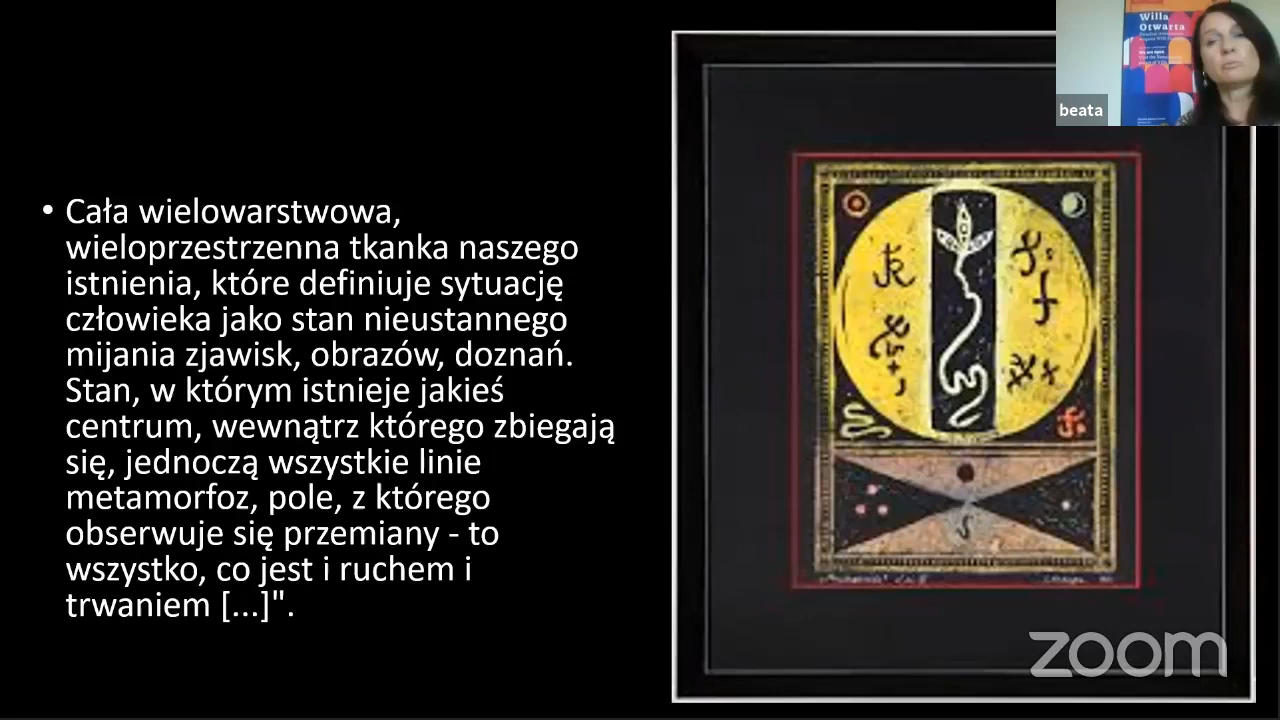 Willa
Otwarta
beata
• Cała wielowarstwowa,
wieloprzestrzenna tkanka naszego
istnienia, które definiuje sytuację
człowieka jako stan nieustannego
mijania zjawisk, obrazów, doznań.
Stan, w którym istnieje jakieś
centrum, wewnątrz którego zbiegają
się, jednoczą wszystkie linie
metamorfoz, pole, z którego
obserwuje się przemiany - to
wszystko, co jest i ruchem i
trwaniem [...]".
zoom